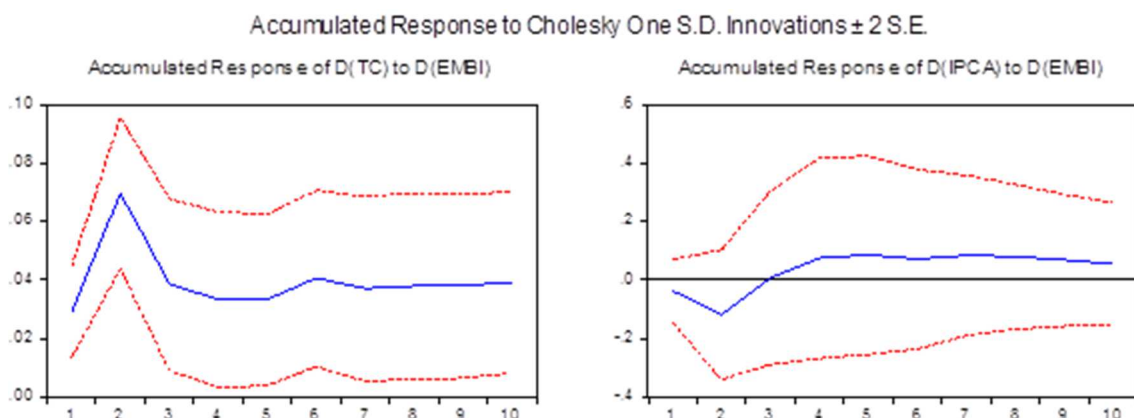 Accumulated Response to Cholesky One S.D. Innovations ± 2 S.E.
Accumulated Response of D(TC) to D(EMBI)
.10
.08
.06
.04
.02
.00
1 2 3 4 5 6 7 8 9 10
Accumulated Response of D(IPCA) to D(EMBI)
.6
.4
.2
.0
-.2
-.4
1 2 3 4 5 6 7 8 9 10